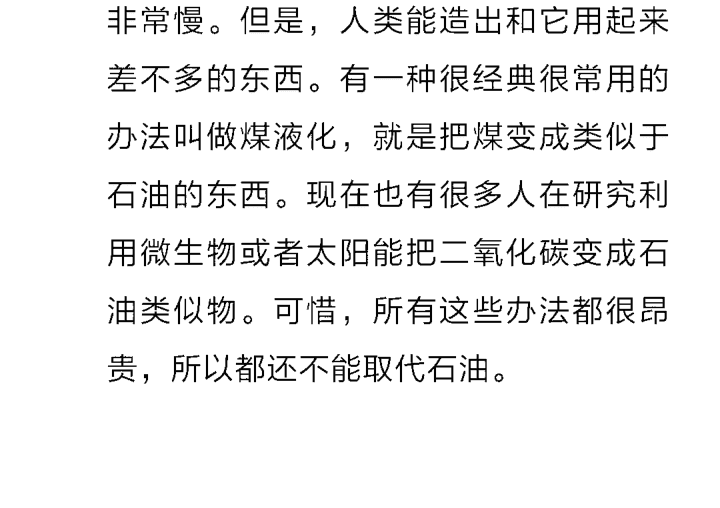 非常慢。但是，人类能造出和它用起来
差不多的东西。有一种很经典很常用的
办法叫做煤液化，就是把煤变成类似于
石油的东西。现在也有很多人在研究利
用微生物或者太阳能把二氧化碳变成石
油类似物。可惜，所有这些办法都很昂
贵，所以都还不能取代石油。